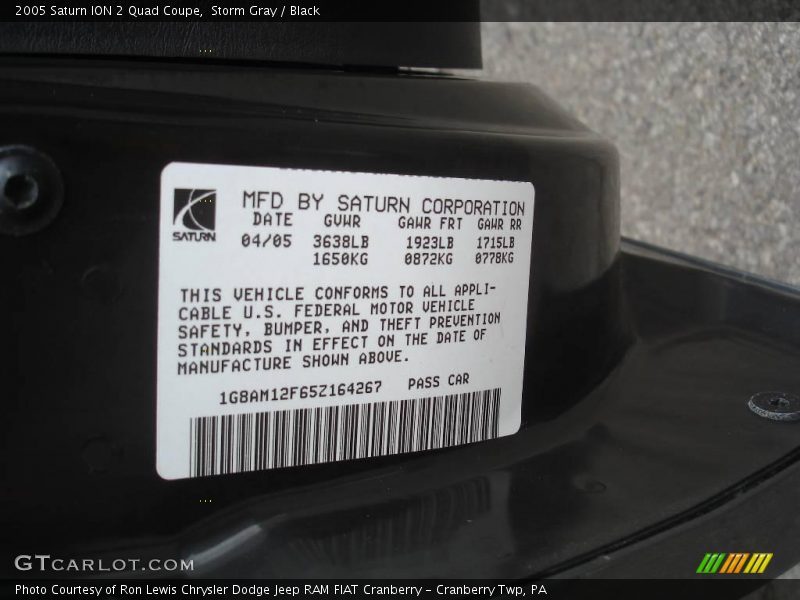 2005 Saturn ION 2 Quad Coupe,  Storm Gray / Black
MFD BY SATURN CORPORATION
DATE GVWR GAWR FRT GAWR RR
SATURN
04/05 3638LB 1923LB 1715LB
1650KG 0872KG 0778KG
THIS VEHICLE CONFORMS TO ALL APPLI-
CABLE U.S. FEDERAL MOTOR VEHICLE
SAFETY, BUMPER, AND THEFT PREVENTION
STANDARDS IN EFFECT ON THE DATE OF
MANUFACTURE SHOWN ABOVE.
1G8AM12F65Z164267 PASS CAR
GTCARLOT.COM
Photo Courtesy of Ron Lewis Chrysler Dodge Jeep RAM FIAT Cranberry - Cranberry Twp, PA